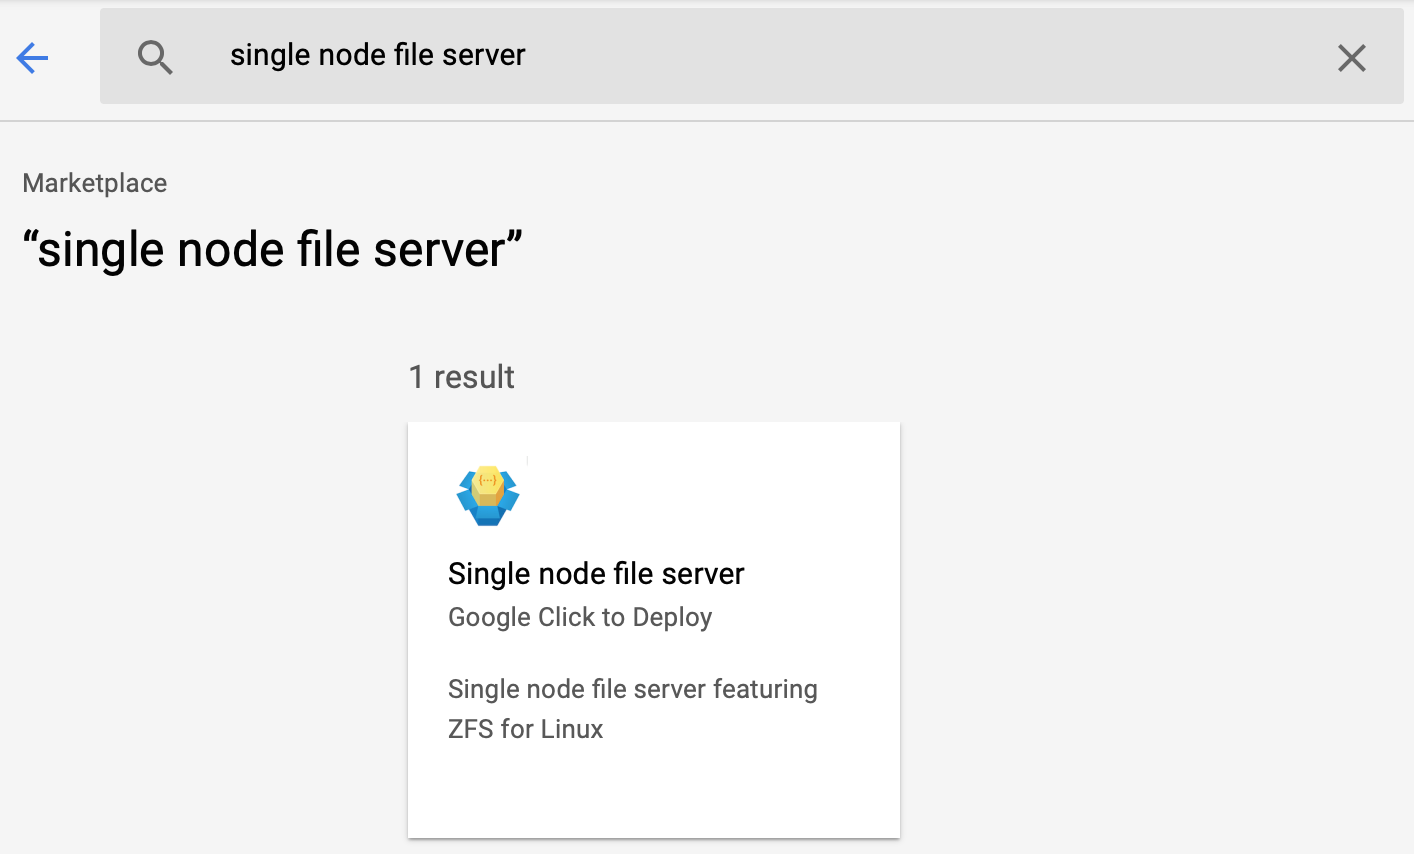 single node file server
Marketplace
“single node file server”
1 result
{···}
Single node file server
Google Click to Deploy
Single node file server featuring
ZFS for Linux